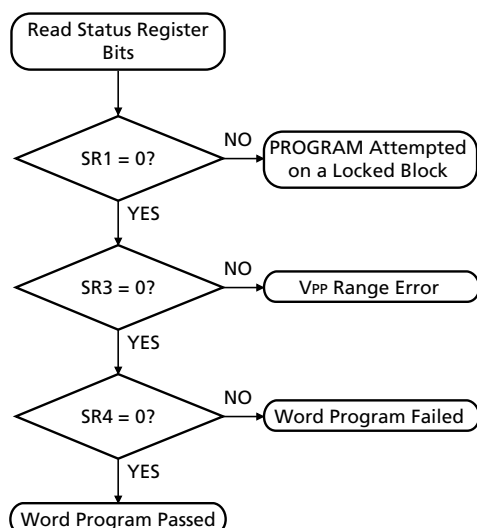 Read Status Register
Bits
SR1 = 0?
NO
PROGRAM Attempted
on a Locked Block
YES
SR3 = 0?
NO
VPP Range Error
YES
SR4 = 0?
NO
Word Program Failed
YES
Word Program Passed